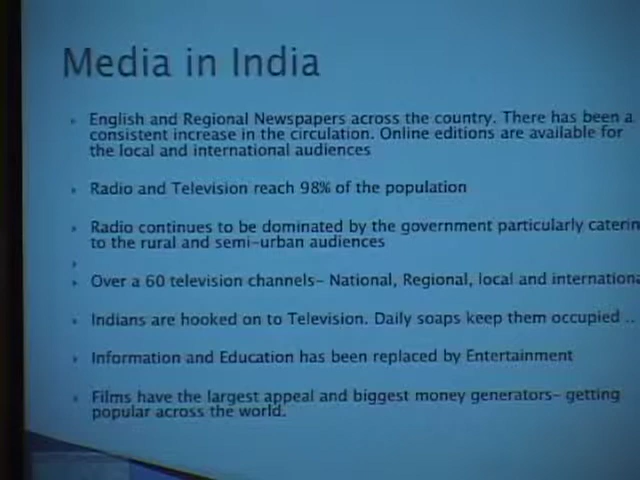 Media in India
English and Regional Newspapers across the country. There has been a
consistent increase in the circulation. Online editions are available for
the local and international audiences
Radio and Television reach 98% of the population
Radio continues to be dominated by the government particularly caterin
to the rural and semi-urban audiences
Over a 60 television channels- National, Regional, local and internationa
Indians are hooked on to Television. Daily soaps keep them occupied ..
Information and Education has been replaced by Entertainment
Films have the largest appeal and biggest money generators- getting
popular across the world.